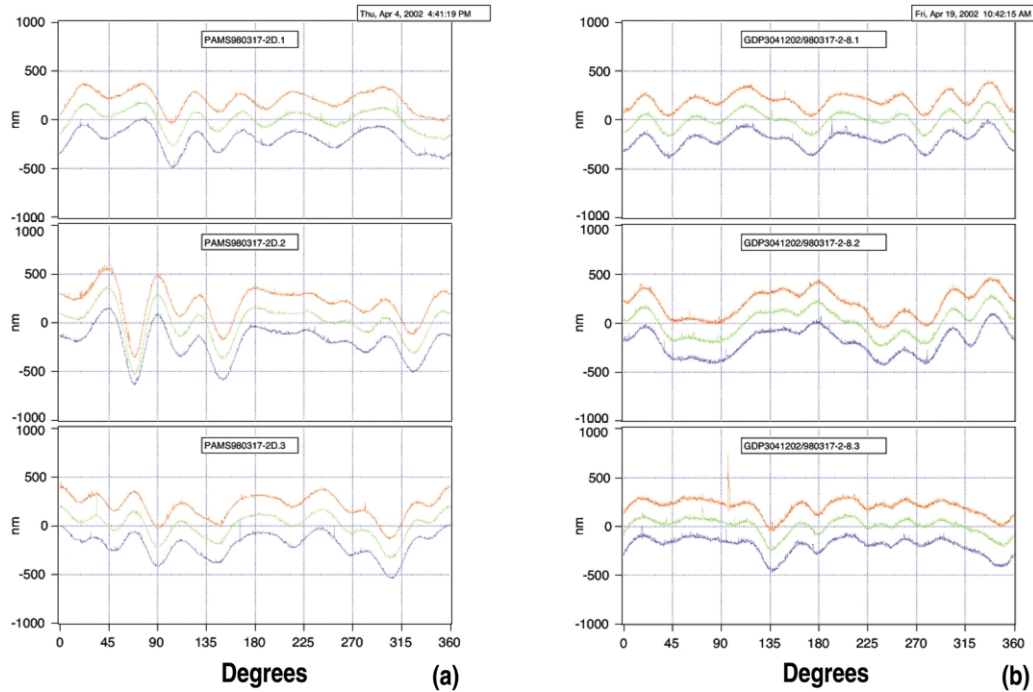 Thu, Apr 4, 2002 4:41:19 PM
1000
PAMS980317-2D.1
500
nm
0
-500
-1000
1000
PAMS980317-2D.2
500
nm
0
-500
-1000
1000
PAMS980317-2D.3
500
nm
0
-500
-1000
0 45 90 135 180 225 270 315 360
Degrees (a)
Fri, Apr 19, 2002 10:42:15 AM
1000
GDP3041202/980317-2-8.1
500
nm
0
-500
-1000
1000
GDP3041202/980317-2-8.2
500
nm
0
-500
-1000
1000
GDP3041202/980317-2-8.3
500
nm
0
-500
-1000
0 45 90 135 180 225 270 315 360
Degrees (b)